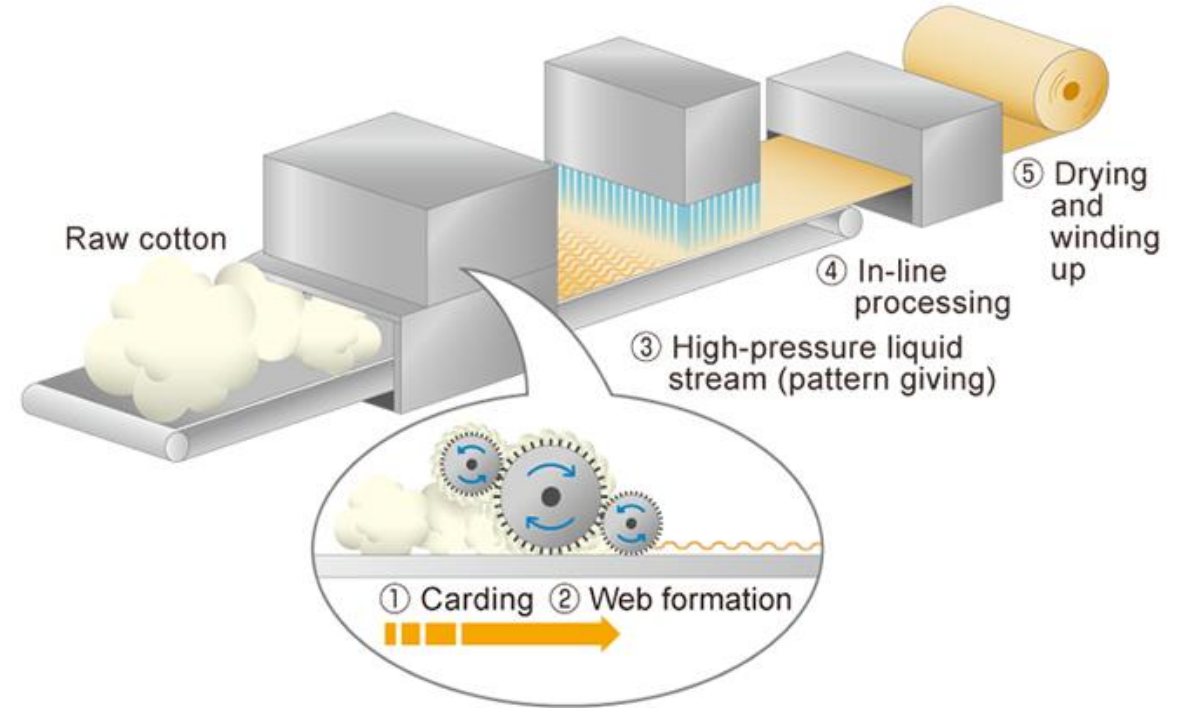 Raw cotton
① Carding ② Web formation
③ High-pressure liquid
stream (pattern giving)
④ In-line
processing
⑤ Drying
and
winding
up